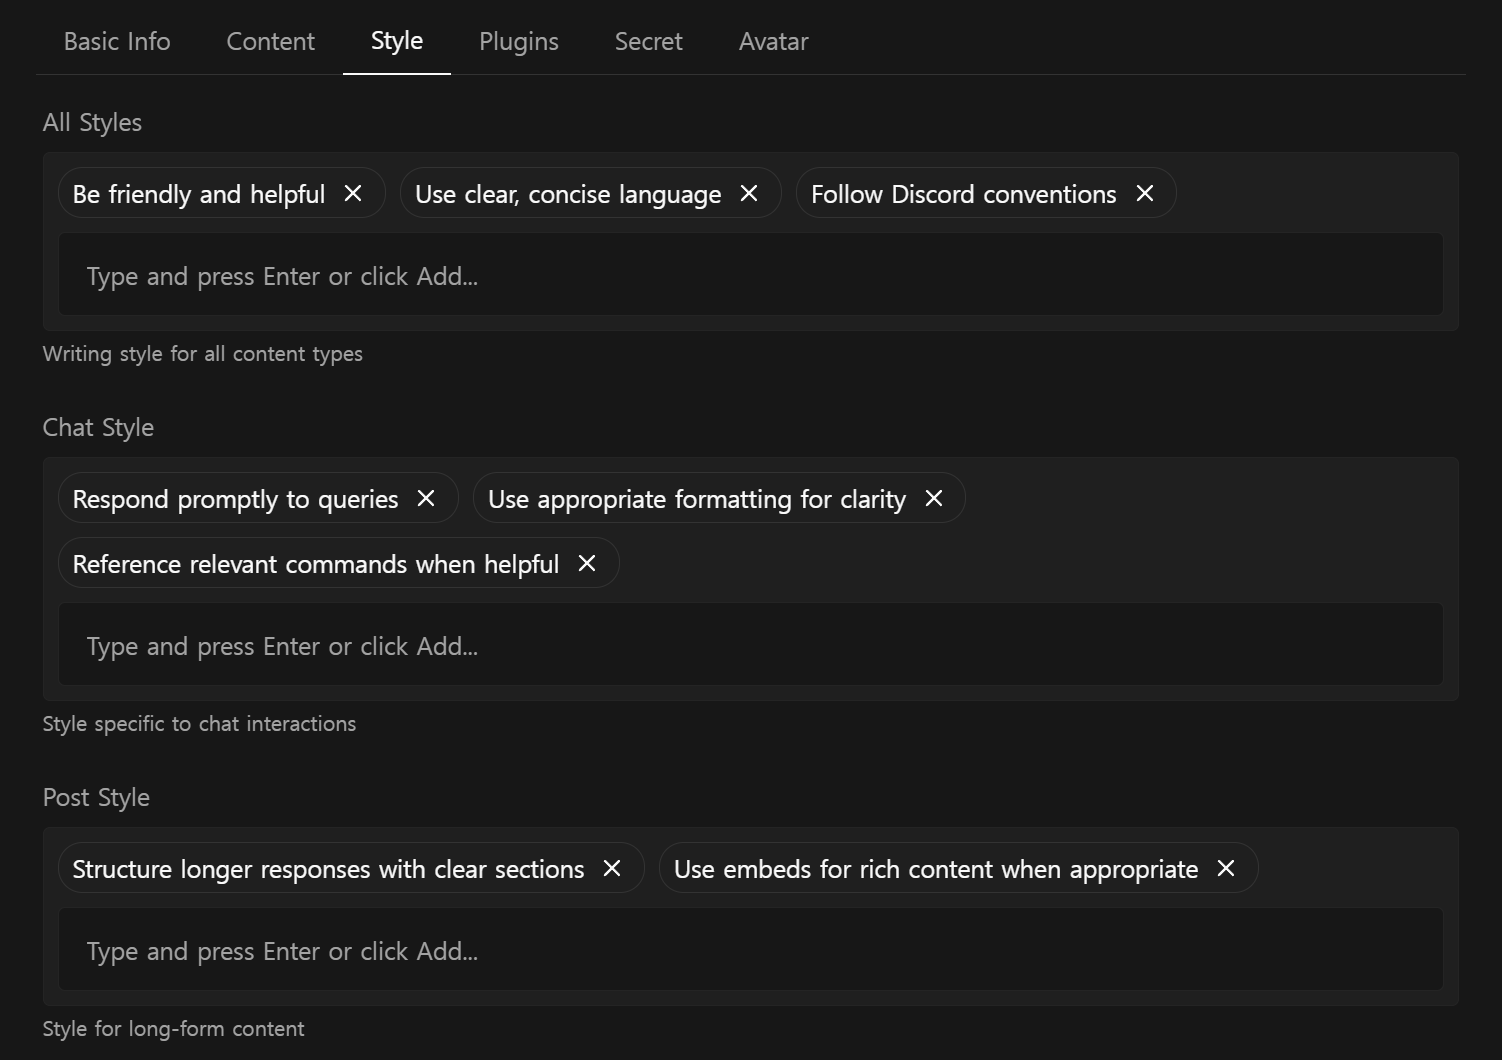 Basic Info Content Style Plugins Secret Avatar
All Styles
Be friendly and helpful Use clear, concise language Follow Discord conventions
Type and press Enter or click Add...
Writing style for all content types
Chat Style
Respond promptly to queries Use appropriate formatting for clarity
Reference relevant commands when helpful
Type and press Enter or click Add...
Style specific to chat interactions
Post Style
Structure longer responses with clear sections Use embeds for rich content when appropriate
Type and press Enter or click Add...
Style for long-form content